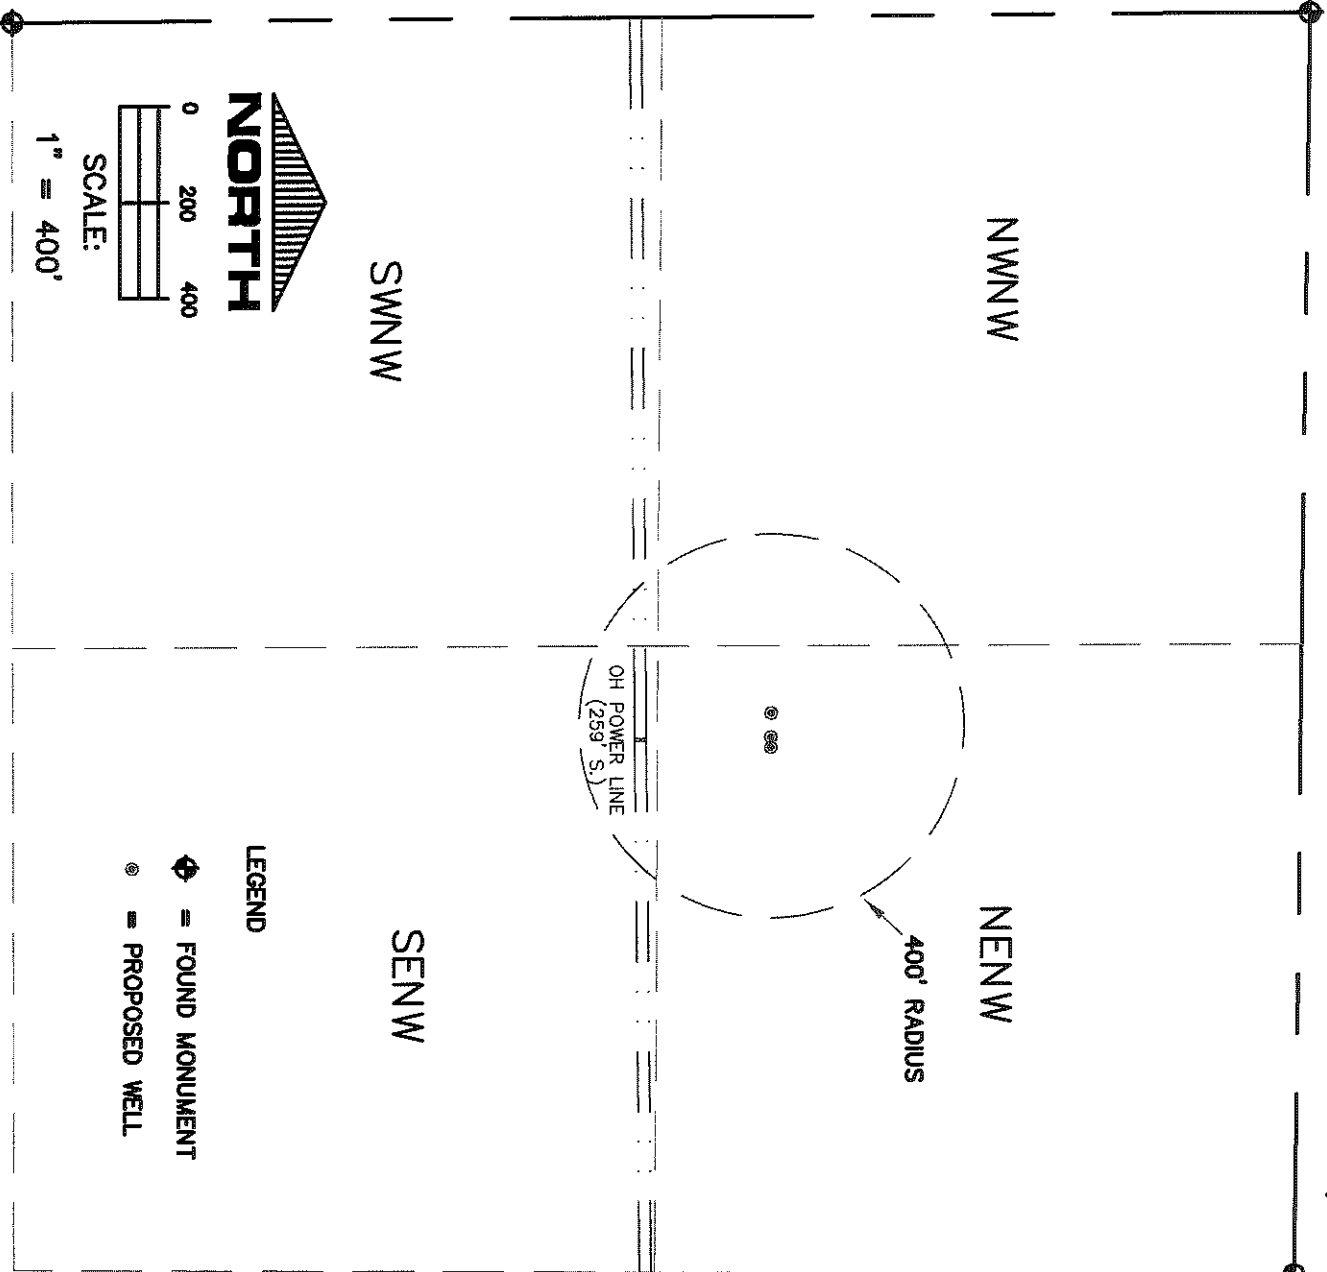 NWNW
NENW
400' RADIUS
OH POWER LINE
(259' S.)
SWNW
SENW
NORTH
0 200 400
SCALE:
1" = 400'
LEGEND
= FOUND MONUMENT
= PROPOSED WELL